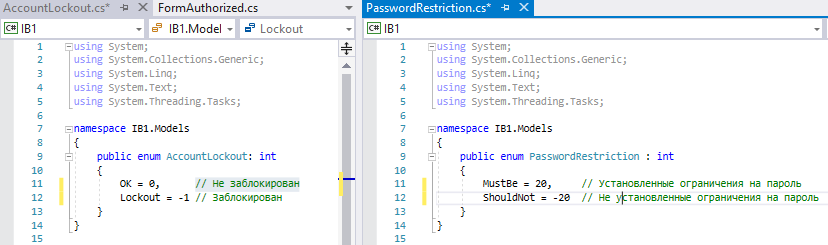 AccountLockout.cs* FormAuthorized.cs
IB1 IB1.Model Lockout
1 using System;
2 using System.Collections.Generic;
3 using System.Linq;
4 using System.Text;
5 using System.Threading.Tasks;
6
7 namespace IB1.Models
8 {
9 public enum AccountLockout: int
10 {
11 OK = 0, // Не заблокирован
12 Lockout = -1 // Заблокирован
13 }
14 }
15
PasswordRestriction.cs*
IB1
1 using System;
2 using System.Collections.Generic;
3 using System.Linq;
4 using System.Text;
5 using System.Threading.Tasks;
6
7 namespace IB1.Models
8 {
9 public enum PasswordRestriction : int
10 {
11 MustBe = 20, // Установленные ограничения на пароль
12 ShouldNot = -20 // Не установленные ограничения на пароль
13 }
14 }
15